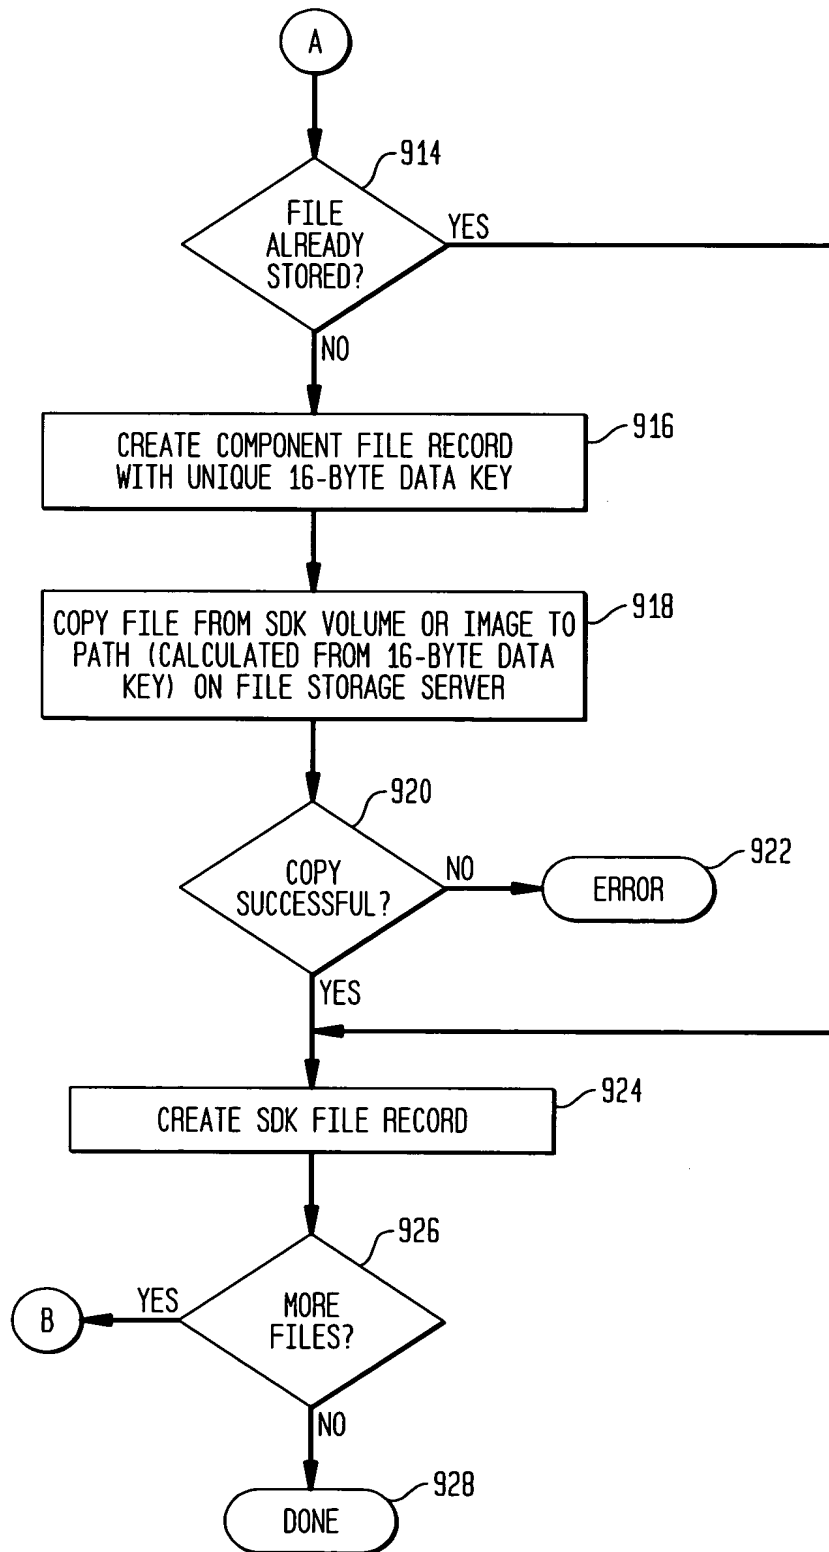 A
914
FILE
ALREADY
STORED?
YES
NO
916
CREATE COMPONENT FILE RECORD
WITH UNIQUE 16-BYTE DATA KEY
918
COPY FILE FROM SDK VOLUME OR IMAGE TO
PATH (CALCULATED FROM 16-BYTE DATA
KEY) ON FILE STORAGE SERVER
920
COPY
SUCCESSFUL?
NO
922
ERROR
YES
924
CREATE SDK FILE RECORD
926
MORE
FILES?
YES
B
NO
928
DONE